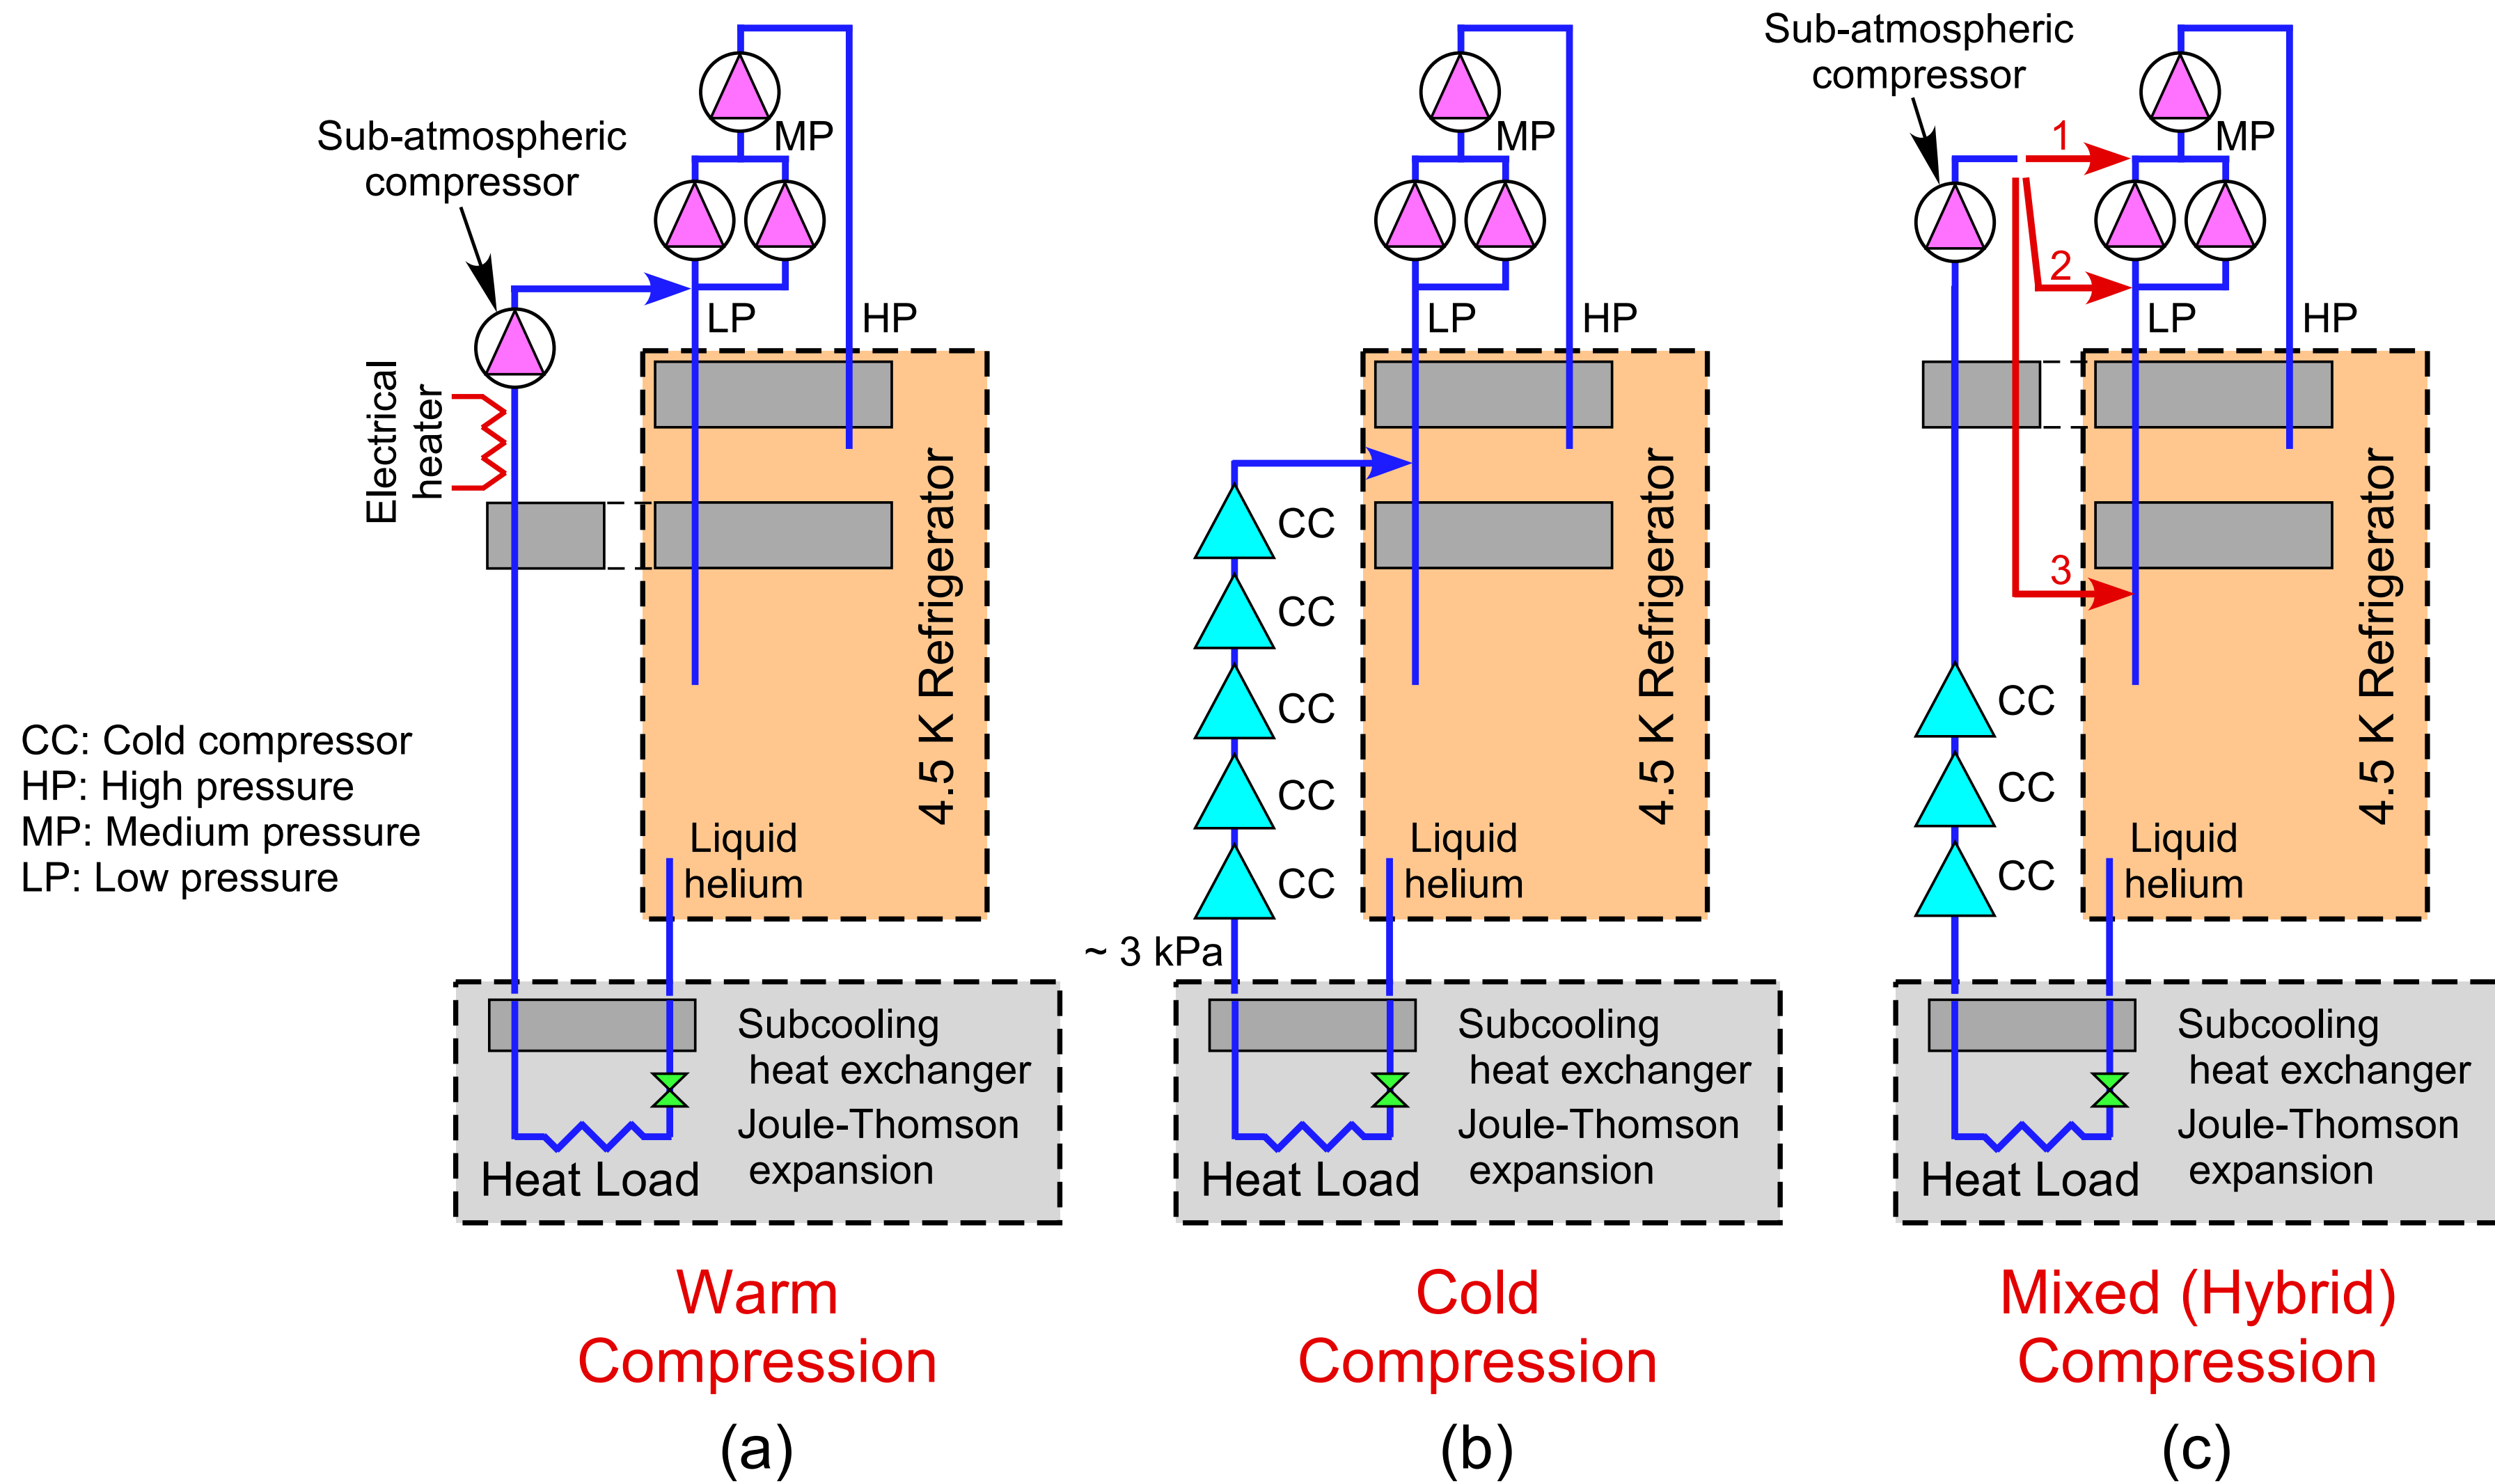 Sub-atmospheric
compressor
MP
LP
HP
Electrical
heater
4.5 K Refrigerator
CC: Cold compressor
HP: High pressure
MP: Medium pressure
LP: Low pressure
Liquid
helium
Subcooling
heat exchanger
Joule-Thomson
expansion
Heat Load
Warm
Compression
(a)
MP
LP
HP
CC
CC
CC
CC
CC
4.5 K Refrigerator
Liquid
helium
~ 3 kPa
Subcooling
heat exchanger
Joule-Thomson
expansion
Heat Load
Cold
Compression
(b)
Sub-atmospheric
compressor
1
MP
2
LP
HP
3
CC
CC
CC
4.5 K Refrigerator
Liquid
helium
Subcooling
heat exchanger
Joule-Thomson
expansion
Heat Load
Mixed (Hybrid)
Compression
(c)